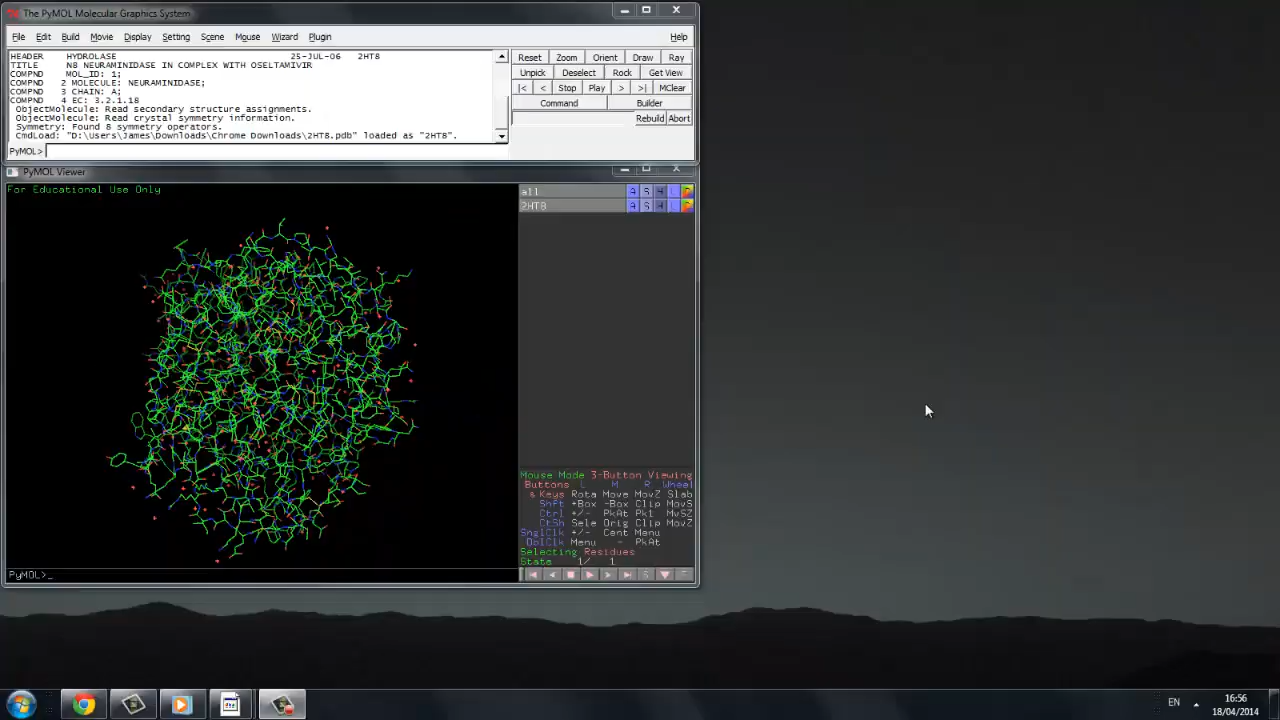 The PyMOL Molecular Graphics System
File Edit Build Movie Display Setting Scene Mouse Wizard Plugin Help
HEADER HYDROLASE 25-JUL-06 2HT8
TITLE N8 NEURAMINIDASE IN COMPLEX WITH OSELTAMIVIR
COMPND MOL_ID: 1;
COMPND 2 MOLECULE: NEURAMINIDASE;
COMPND 3 CHAIN: A;
COMPND 4 EC: 3.2.1.18
ObjectMolecule: Read secondary structure assignments.
ObjectMolecule: Read crystal symmetry information.
Symmetry: Found 8 symmetry operators.
CmdLoad: "D:\Users\James\Downloads\Chrome Downloads\2HT8.pdb" loaded as "2HT8".
PyMOL>
Reset Zoom Orient Draw Ray
Unpick Deselect Rock Get View
|< < Stop Play > >| MClear
Command Builder
Rebuild Abort
PyMOL Viewer
For Educational Use Only
all A S H L C
2HT8 A S H L C
Mouse Mode 3-Button Viewing
Buttons L M R Wheel
& Keys Rota Move MovZ Slab
Shft +Box -Box Clip MovS
Ctrl +/- PkAt Pk1 MvSZ
CtSh Sele Orig Clip MovZ
SnglClk +/- Cent Menu
DblClk Menu - PkAt
Selecting Residues
State 1/ 1
PyMOL>_
S F
EN
16:56
18/04/2014